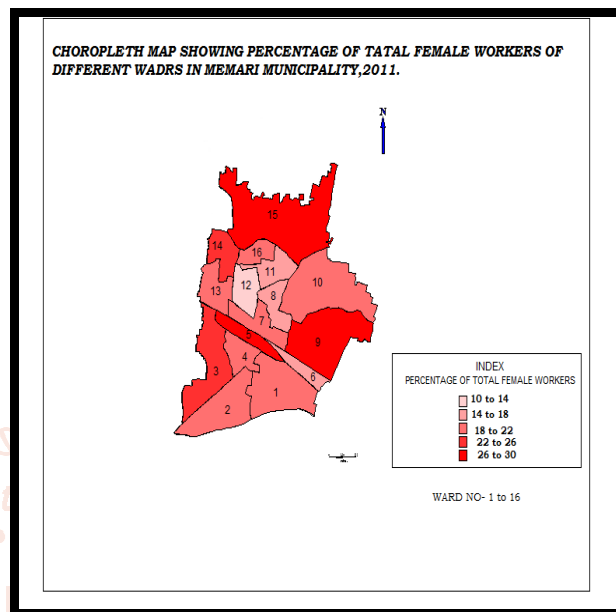 CHOROPLETH MAP SHOWING PERCENTAGE OF TATAL FEMALE WORKERS OF
DIFFERENT WADRS IN MEMARI MUNICIPALITY,2011.
N
15
14
16
11
12
13
8
10
7
5
9
4
3
6
1
2
INDEX
PERCENTAGE OF TOTAL FEMALE WORKERS
10 to 14
14 to 18
18 to 22
22 to 26
26 to 30
WARD NO- 1 to 16